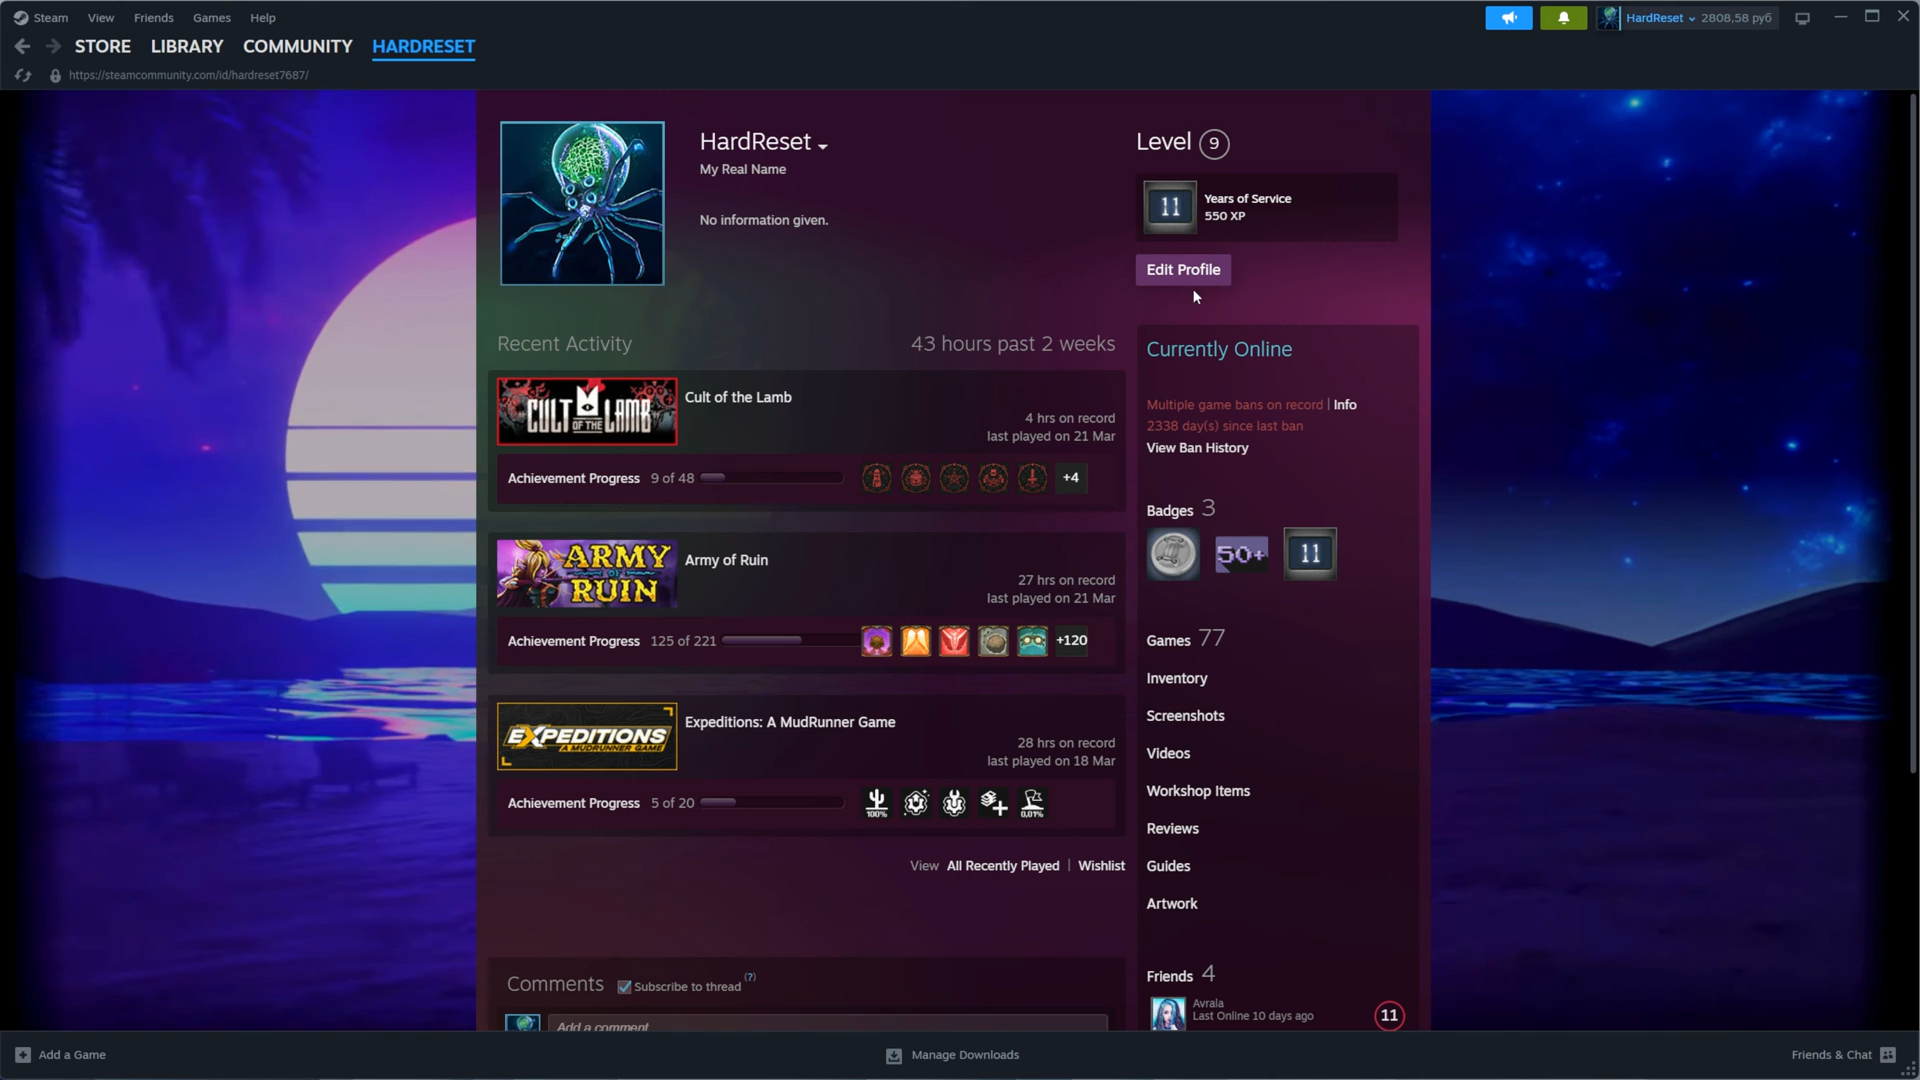 Steam View Friends Games Help
HardReset 2808,58 руб
STORE LIBRARY COMMUNITY HARDRESET
https://steamcommunity.com/id/hardreset7687/
HardReset
My Real Name
No information given.
Level 9
11
Years of Service
550 XP
Edit Profile
Recent Activity 43 hours past 2 weeks
CULT OF THE LAMB
Cult of the Lamb
4 hrs on record
last played on 21 Mar
Achievement Progress 9 of 48 +4
ARMY OF RUIN
Army of Ruin
27 hrs on record
last played on 21 Mar
Achievement Progress 125 of 221 +120
EXPEDITIONS
A MUDRUNNER GAME
Expeditions: A MudRunner Game
28 hrs on record
last played on 18 Mar
Achievement Progress 5 of 20 100% 0,01%
View All Recently Played | Wishlist
Comments Subscribe to thread (?)
Add a comment
Currently Online
Multiple game bans on record | Info
2338 day(s) since last ban
View Ban History
Badges 3
50+ 11
Games 77
Inventory
Screenshots
Videos
Workshop Items
Reviews
Guides
Artwork
Friends 4
Avrala
Last Online 10 days ago
11
Add a Game Manage Downloads Friends & Chat